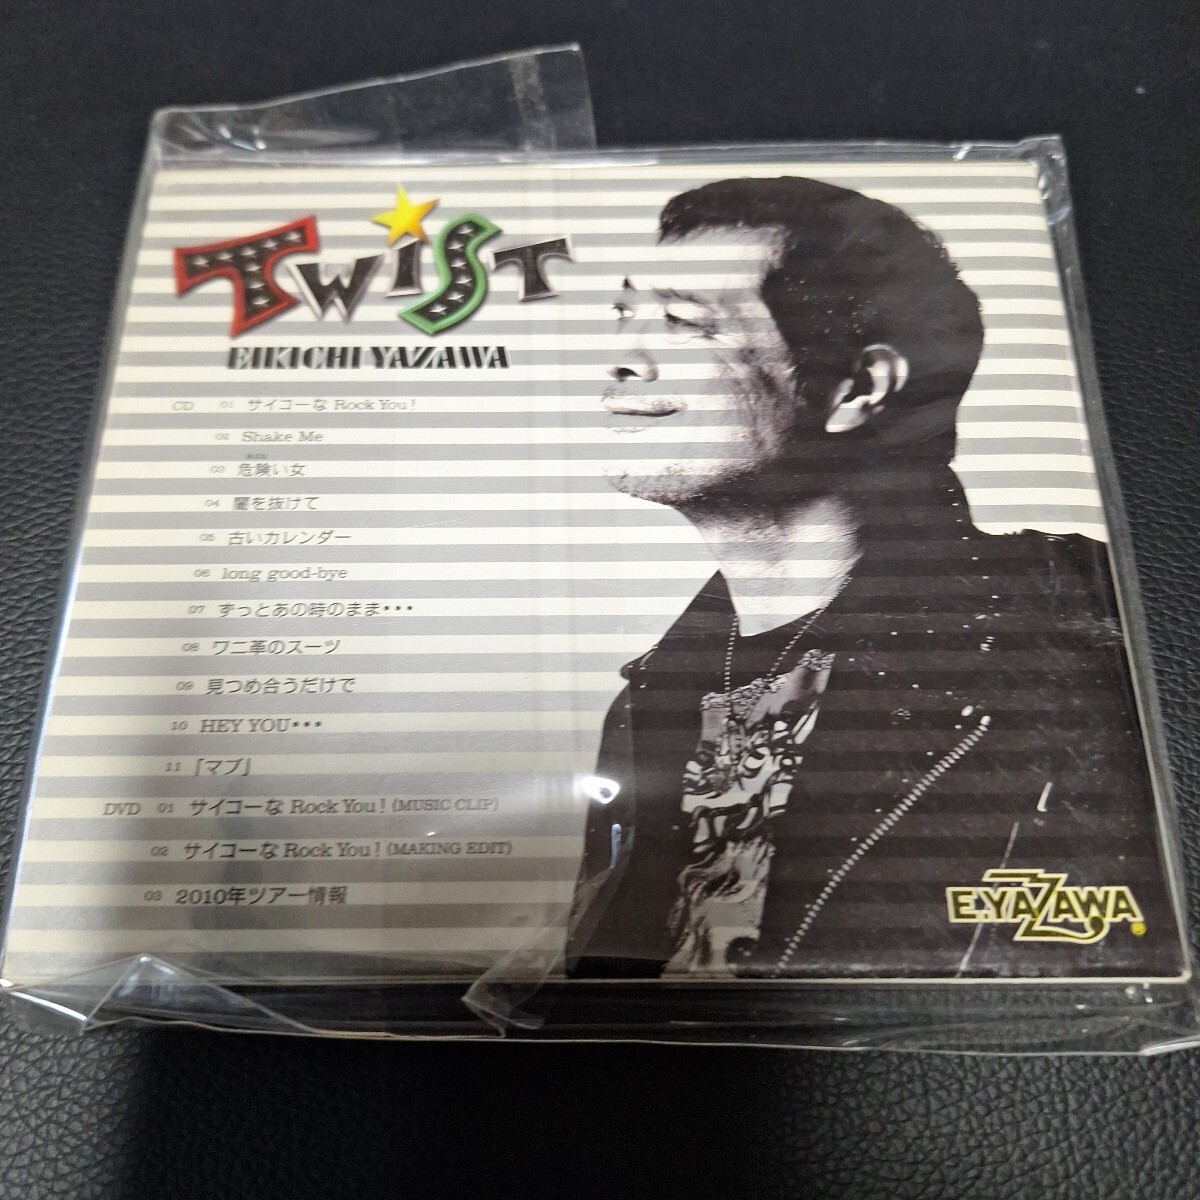 TWiST
EIKICHI YAZAWA
CD 01 サイコーな Rock You!
02 Shake Me
03 危険い女
04 闇を抜けて
05 古いカレンダー
06 long good-bye
07 ずっとあの時のまま・・・
08 ワニ革のスーツ
09 見つめ合うだけで
10 HEY YOU・・・
11 「マブ」
DVD 01 サイコーな Rock You! (MUSIC CLIP)
02 サイコーな Rock You! (MAKING EDIT)
03 2010年ツアー情報
E.YAZAWA